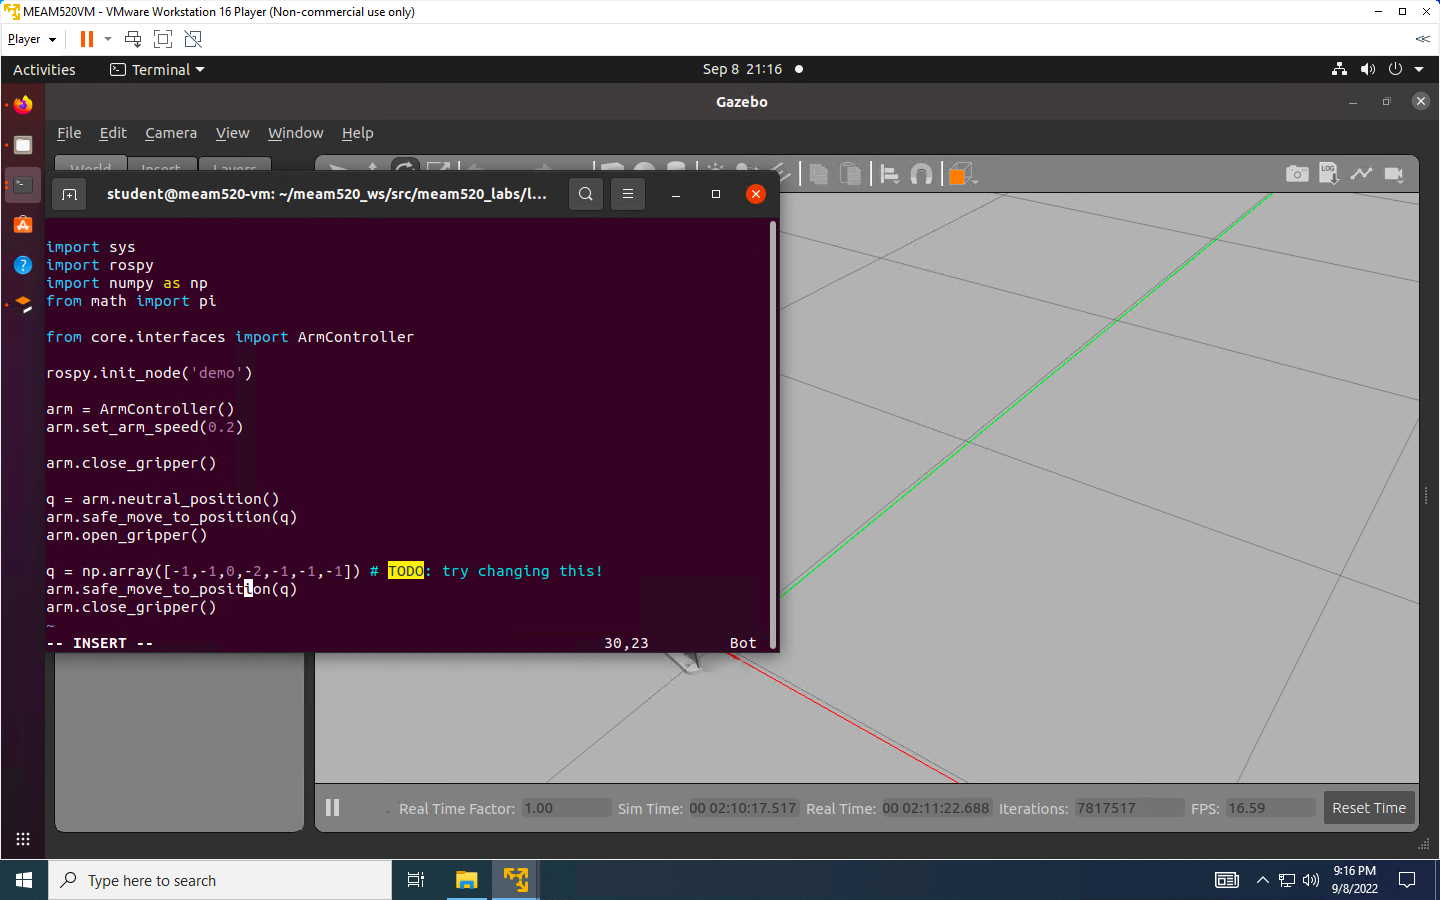 MEAM520VM - VMware Workstation 16 Player (Non-commercial use only)
Player
Activities
Terminal
Sep 8 21:16
Gazebo
File Edit Camera View Window Help
World Insert Layers
LOG
student@meam520-vm: ~/meam520_ws/src/meam520_labs/l...
import sys
import rospy
import numpy as np
from math import pi
from core.interfaces import ArmController
rospy.init_node('demo')
arm = ArmController()
arm.set_arm_speed(0.2)
arm.close_gripper()
q = arm.neutral_position()
arm.safe_move_to_position(q)
arm.open_gripper()
q = np.array([-1,-1,0,-2,-1,-1,-1]) # TODO: try changing this!
arm.safe_move_to_position(q)
arm.close_gripper()
~
-- INSERT -- 30,23 Bot
Real Time Factor: 1.00 Sim Time: 00 02:10:17.517 Real Time: 00 02:11:22.688 Iterations: 7817517 FPS: 16.59 Reset Time
Type here to search
9:16 PM
9/8/2022